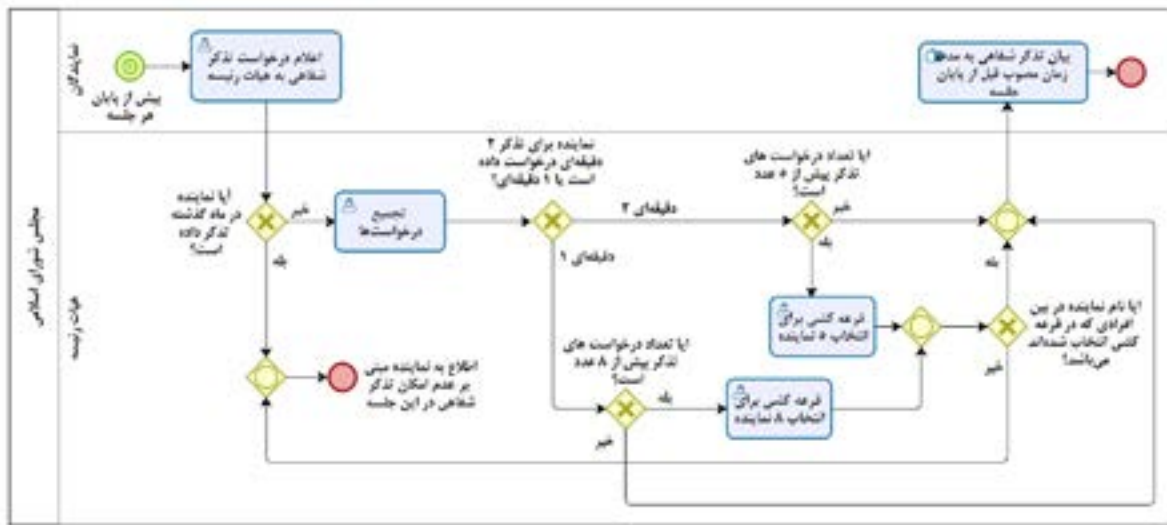 مجلس شورای اسلامی
نمایندگان
هیات رئیسه
پیش از پایان
هر جلسه
اعلام درخواست تذکر
شفاهی به هیات رئیسه
بیان تذکر شفاهی به مدت
زمان مصوب قبل از پایان
جلسه
آیا نماینده
در ماه گذشته
تذکر داده
است؟
خیر
بله
تجمیع
درخواست‌ها
نماینده برای تذکر ۲
دقیقه‌ای درخواست داده
است یا ۱ دقیقه‌ای؟
۲ دقیقه‌ای
۱ دقیقه‌ای
ایا تعداد درخواست های
تذکر بیش از ۵ عدد
است؟
خیر
بله
قرعه کشی برای
انتخاب ۵ نماینده
ایا نام نماینده در بین
افرادی که در قرعه
کشی انتخاب شده‌اند
می‌باشد؟
بله
خیر
ایا تعداد درخواست های
تذکر بیش از ۸ عدد
است؟
بله
خیر
قرعه کشی برای
انتخاب ۸ نماینده
اطلاع به نماینده مبنی
بر عدم امکان تذکر
شفاهی در این جلسه